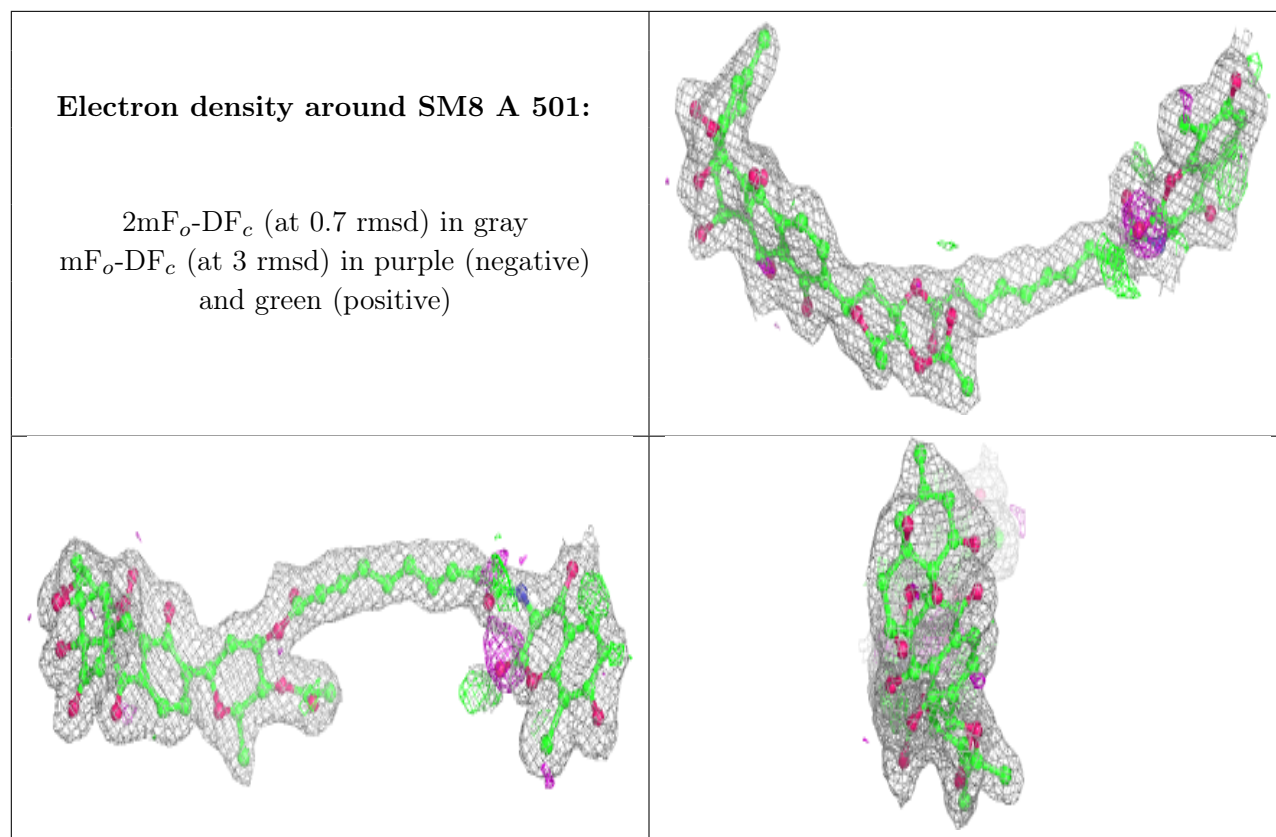 Electron density around SM8 A 501:
2mFo-DFc (at 0.7 rmsd) in gray
mFo-DFc (at 3 rmsd) in purple (negative)
and green (positive)